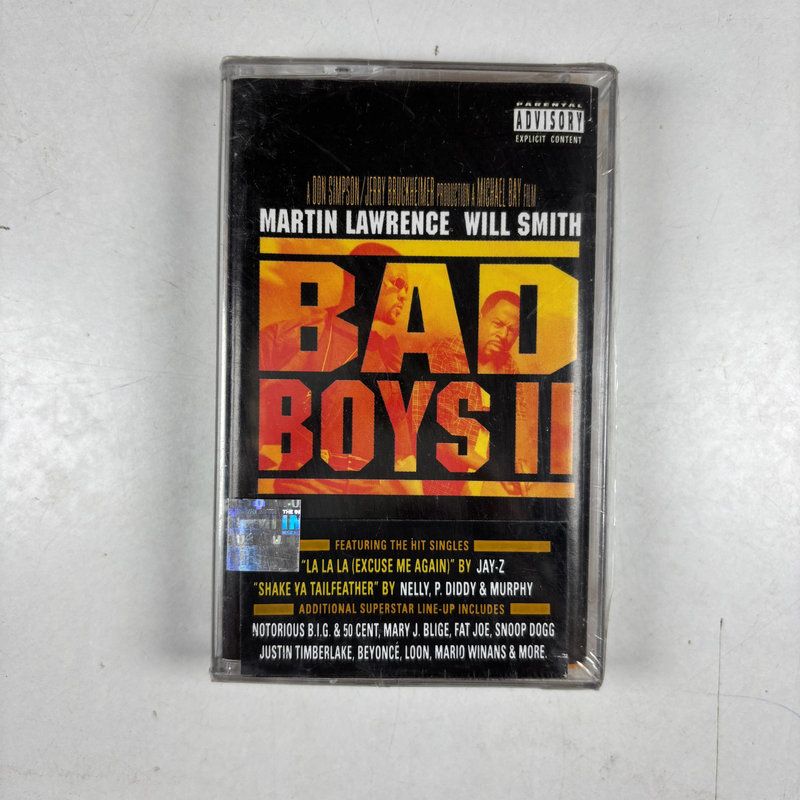 PARENTAL
ADVISORY
EXPLICIT CONTENT
A DON SIMPSON/JERRY BRUCKHEIMER PRODUCTION A MICHAEL BAY FILM
MARTIN LAWRENCE WILL SMITH
BAD
BOYS II
THE IN
IN
FEATURING THE HIT SINGLES
"LA LA LA (EXCUSE ME AGAIN)" BY JAY-Z
"SHAKE YA TAILFEATHER" BY NELLY, P. DIDDY & MURPHY
ADDITIONAL SUPERSTAR LINE-UP INCLUDES
NOTORIOUS B.I.G. & 50 CENT, MARY J. BLIGE, FAT JOE, SNOOP DOGG
JUSTIN TIMBERLAKE, BEYONCÉ, LOON, MARIO WINANS & MORE.